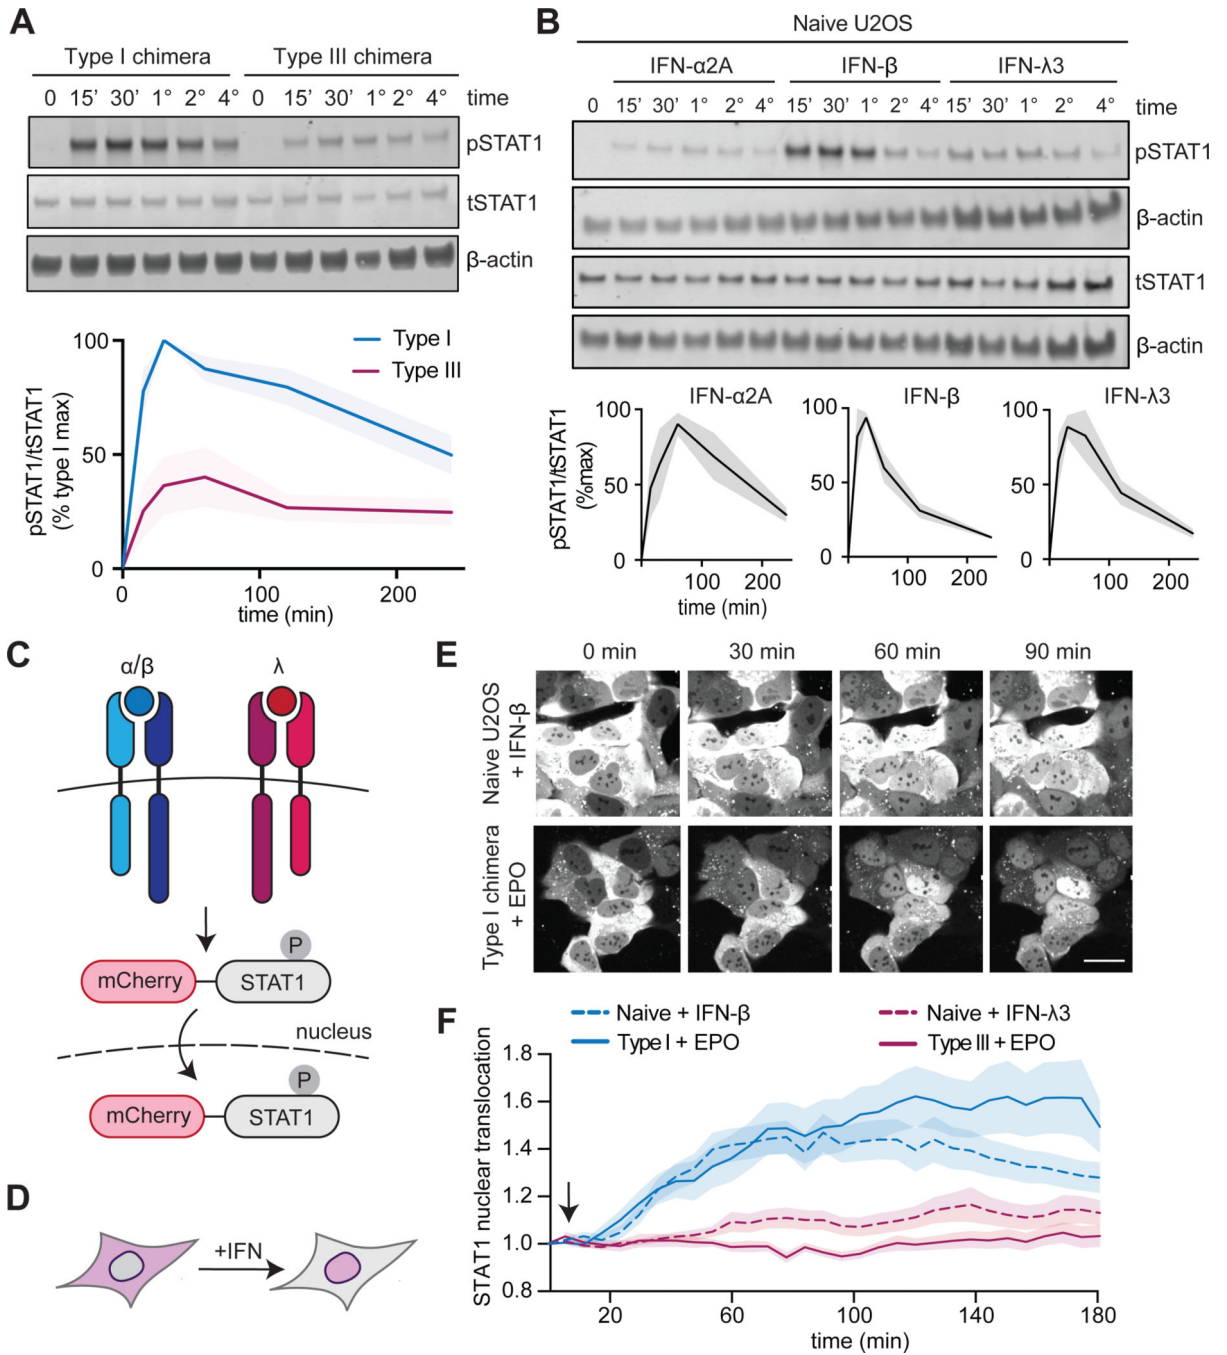 A
Type I chimera Type III chimera
0 15’ 30’ 1° 2° 4° 0 15’ 30’ 1° 2° 4° time
pSTAT1
tSTAT1
β-actin
Type I
Type III
pSTAT1/tSTAT1
(% type I max)
100
50
0
0 100 200
time (min)
B
Naive U2OS
IFN-α2A IFN-β IFN-λ3
0 15’ 30’ 1° 2° 4° 15’ 30’ 1° 2° 4° 15’ 30’ 1° 2° 4° time
pSTAT1
β-actin
tSTAT1
β-actin
IFN-α2A IFN-β IFN-λ3
pSTAT1/tSTAT1
(%max)
100 100 100
50 50 50
0 0 0
100 200 100 200 100 200
time (min)
C
α/β λ
P
mCherry STAT1
nucleus
P
mCherry STAT1
D
+IFN
E
0 min 30 min 60 min 90 min
Naive U2OS
+ IFN-β
Type I chimera
+ EPO
F
Naive + IFN-β Naive + IFN-λ3
Type I + EPO Type III + EPO
STAT1 nuclear translocation
1.8
1.6
1.4
1.2
1.0
0.8
20 60 100 140 180
time (min)